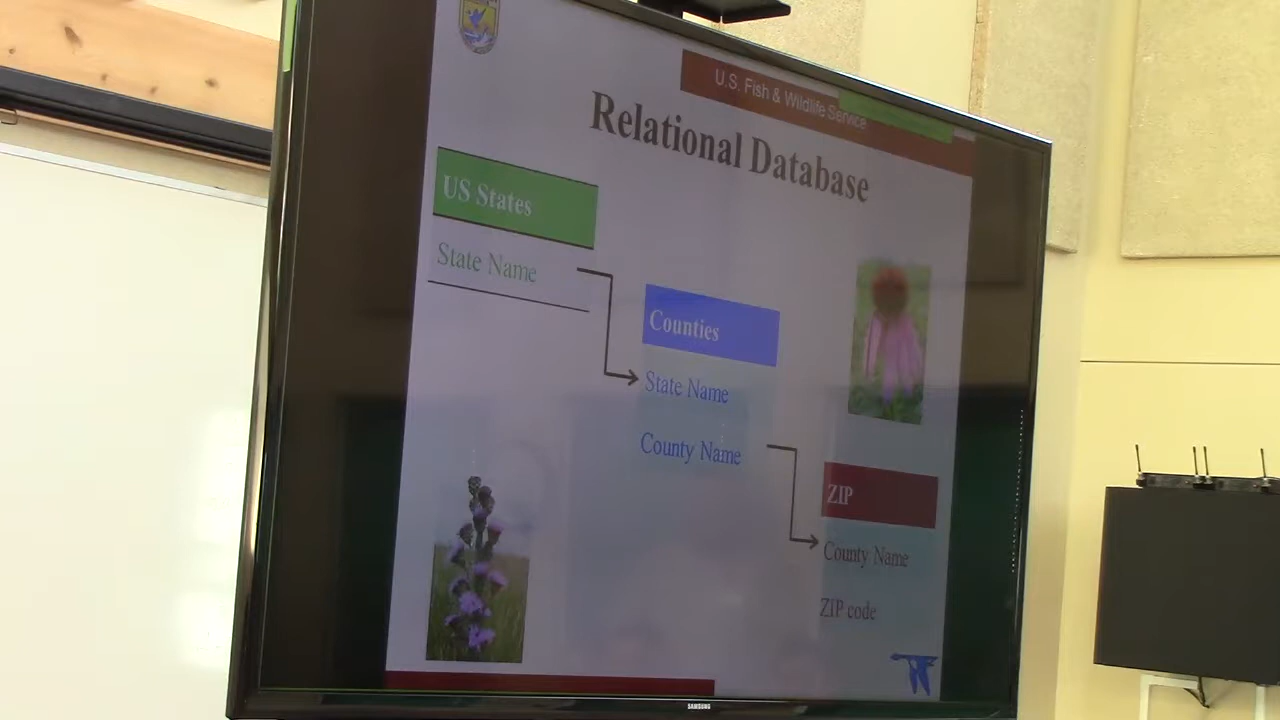 U.S. Fish & Wildlife Service
Relational Database
US States
State Name
Counties
State Name
County Name
ZIP
County Name
ZIP code
SAMSUNG